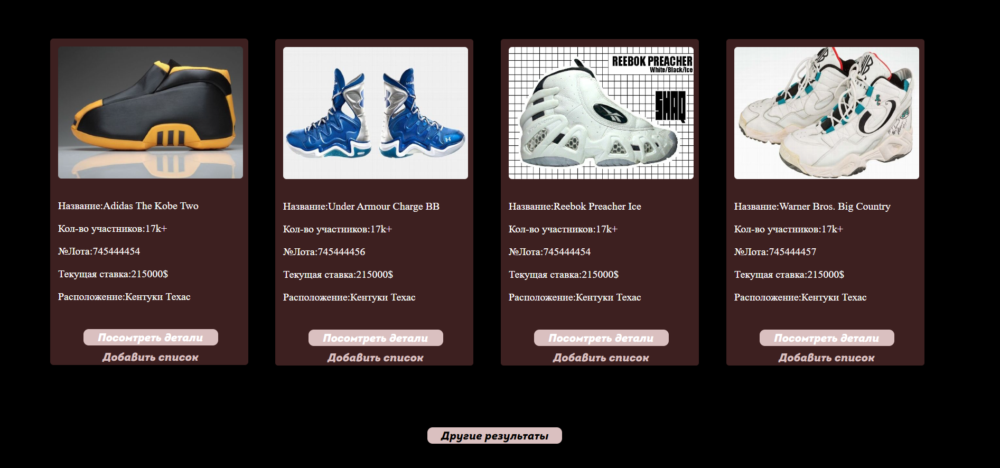 REEBOK PREACHER
White/Black/Ice
SHAQ
Название:Adidas The Kobe Two
Кол-во участников:17k+
№Лота:745444454
Текущая ставка:215000$
Расположение:Кентуки Техас
Посомтреть детали
Добавить список
Название:Under Armour Charge BB
Кол-во участников:17k+
№Лота:745444456
Текущая ставка:215000$
Расположение:Кентуки Техас
Посомтреть детали
Добавить список
Название:Reebok Preacher Ice
Кол-во участников:17k+
№Лота:745444454
Текущая ставка:215000$
Расположение:Кентуки Техас
Посомтреть детали
Добавить список
Название:Warner Bros. Big Country
Кол-во участников:17k+
№Лота:745444457
Текущая ставка:215000$
Расположение:Кентуки Техас
Посомтреть детали
Добавить список
Другие результаты